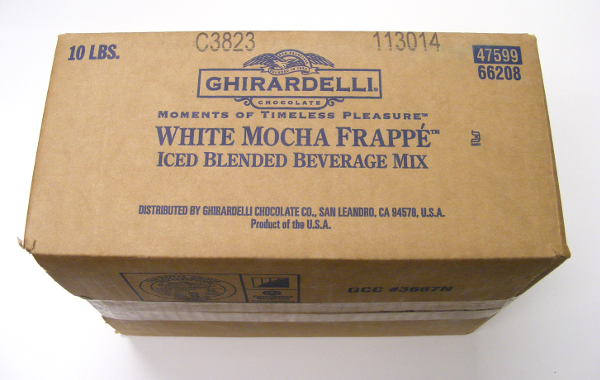 C3823 113014
10 LBS.
47599
66208
GHIRARDELLI®
CHOCOLATE
MOMENTS OF TIMELESS PLEASURE™
WHITE MOCHA FRAPPÉ™
ICED BLENDED BEVERAGE MIX
DISTRIBUTED BY GHIRARDELLI CHOCOLATE CO., SAN LEANDRO, CA 94578, U.S.A.
Product of the U.S.A.
GCC #3667N